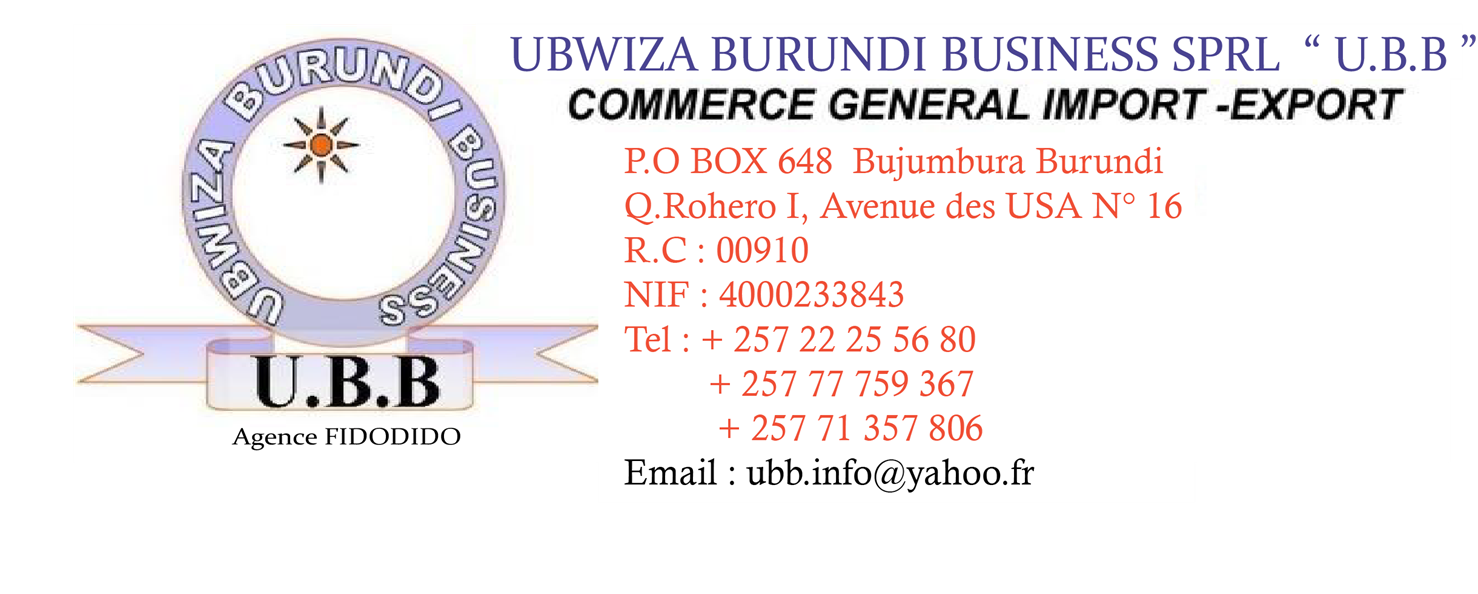 UBWIZA BURUNDI BUSINESS
U.B.B
Agence FIDODIDO
UBWIZA BURUNDI BUSINESS SPRL “ U.B.B ”
COMMERCE GENERAL IMPORT -EXPORT
P.O BOX 648 Bujumbura Burundi
Q.Rohero I, Avenue des USA N° 16
R.C : 00910
NIF : 4000233843
Tel : + 257 22 25 56 80
+ 257 77 759 367
+ 257 71 357 806
Email : ubb.info@yahoo.fr